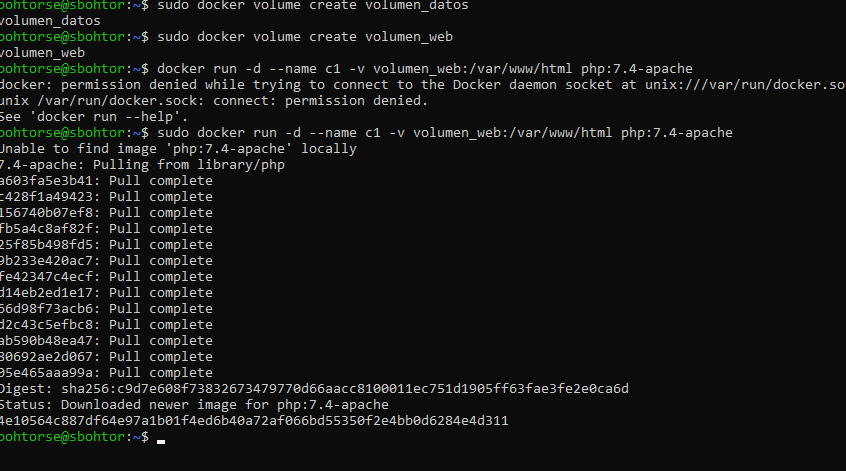 bohtorse@sbohtor:~$ sudo docker volume create volumen_datos
volumen_datos
bohtorse@sbohtor:~$ sudo docker volume create volumen_web
volumen_web
bohtorse@sbohtor:~$ docker run -d --name c1 -v volumen_web:/var/www/html php:7.4-apache
docker: permission denied while trying to connect to the Docker daemon socket at unix:///var/run/docker.so
unix /var/run/docker.sock: connect: permission denied.
See 'docker run --help'.
bohtorse@sbohtor:~$ sudo docker run -d --name c1 -v volumen_web:/var/www/html php:7.4-apache
Unable to find image 'php:7.4-apache' locally
7.4-apache: Pulling from library/php
a603fa5e3b41: Pull complete
c428f1a49423: Pull complete
156740b07ef8: Pull complete
fb5a4c8af82f: Pull complete
25f85b498fd5: Pull complete
9b233e420ac7: Pull complete
fe42347c4ecf: Pull complete
d14eb2ed1e17: Pull complete
66d98f73acb6: Pull complete
d2c43c5efbc8: Pull complete
ab590b48ea47: Pull complete
80692ae2d067: Pull complete
05e465aaa99a: Pull complete
Digest: sha256:c9d7e608f73832673479770d66aacc8100011ec751d1905ff63fae3fe2e0ca6d
Status: Downloaded newer image for php:7.4-apache
4e10564c887df64e97a1b01f4ed6b40a72af066bd55350f2e4bb0d6284e4d311
bohtorse@sbohtor:~$